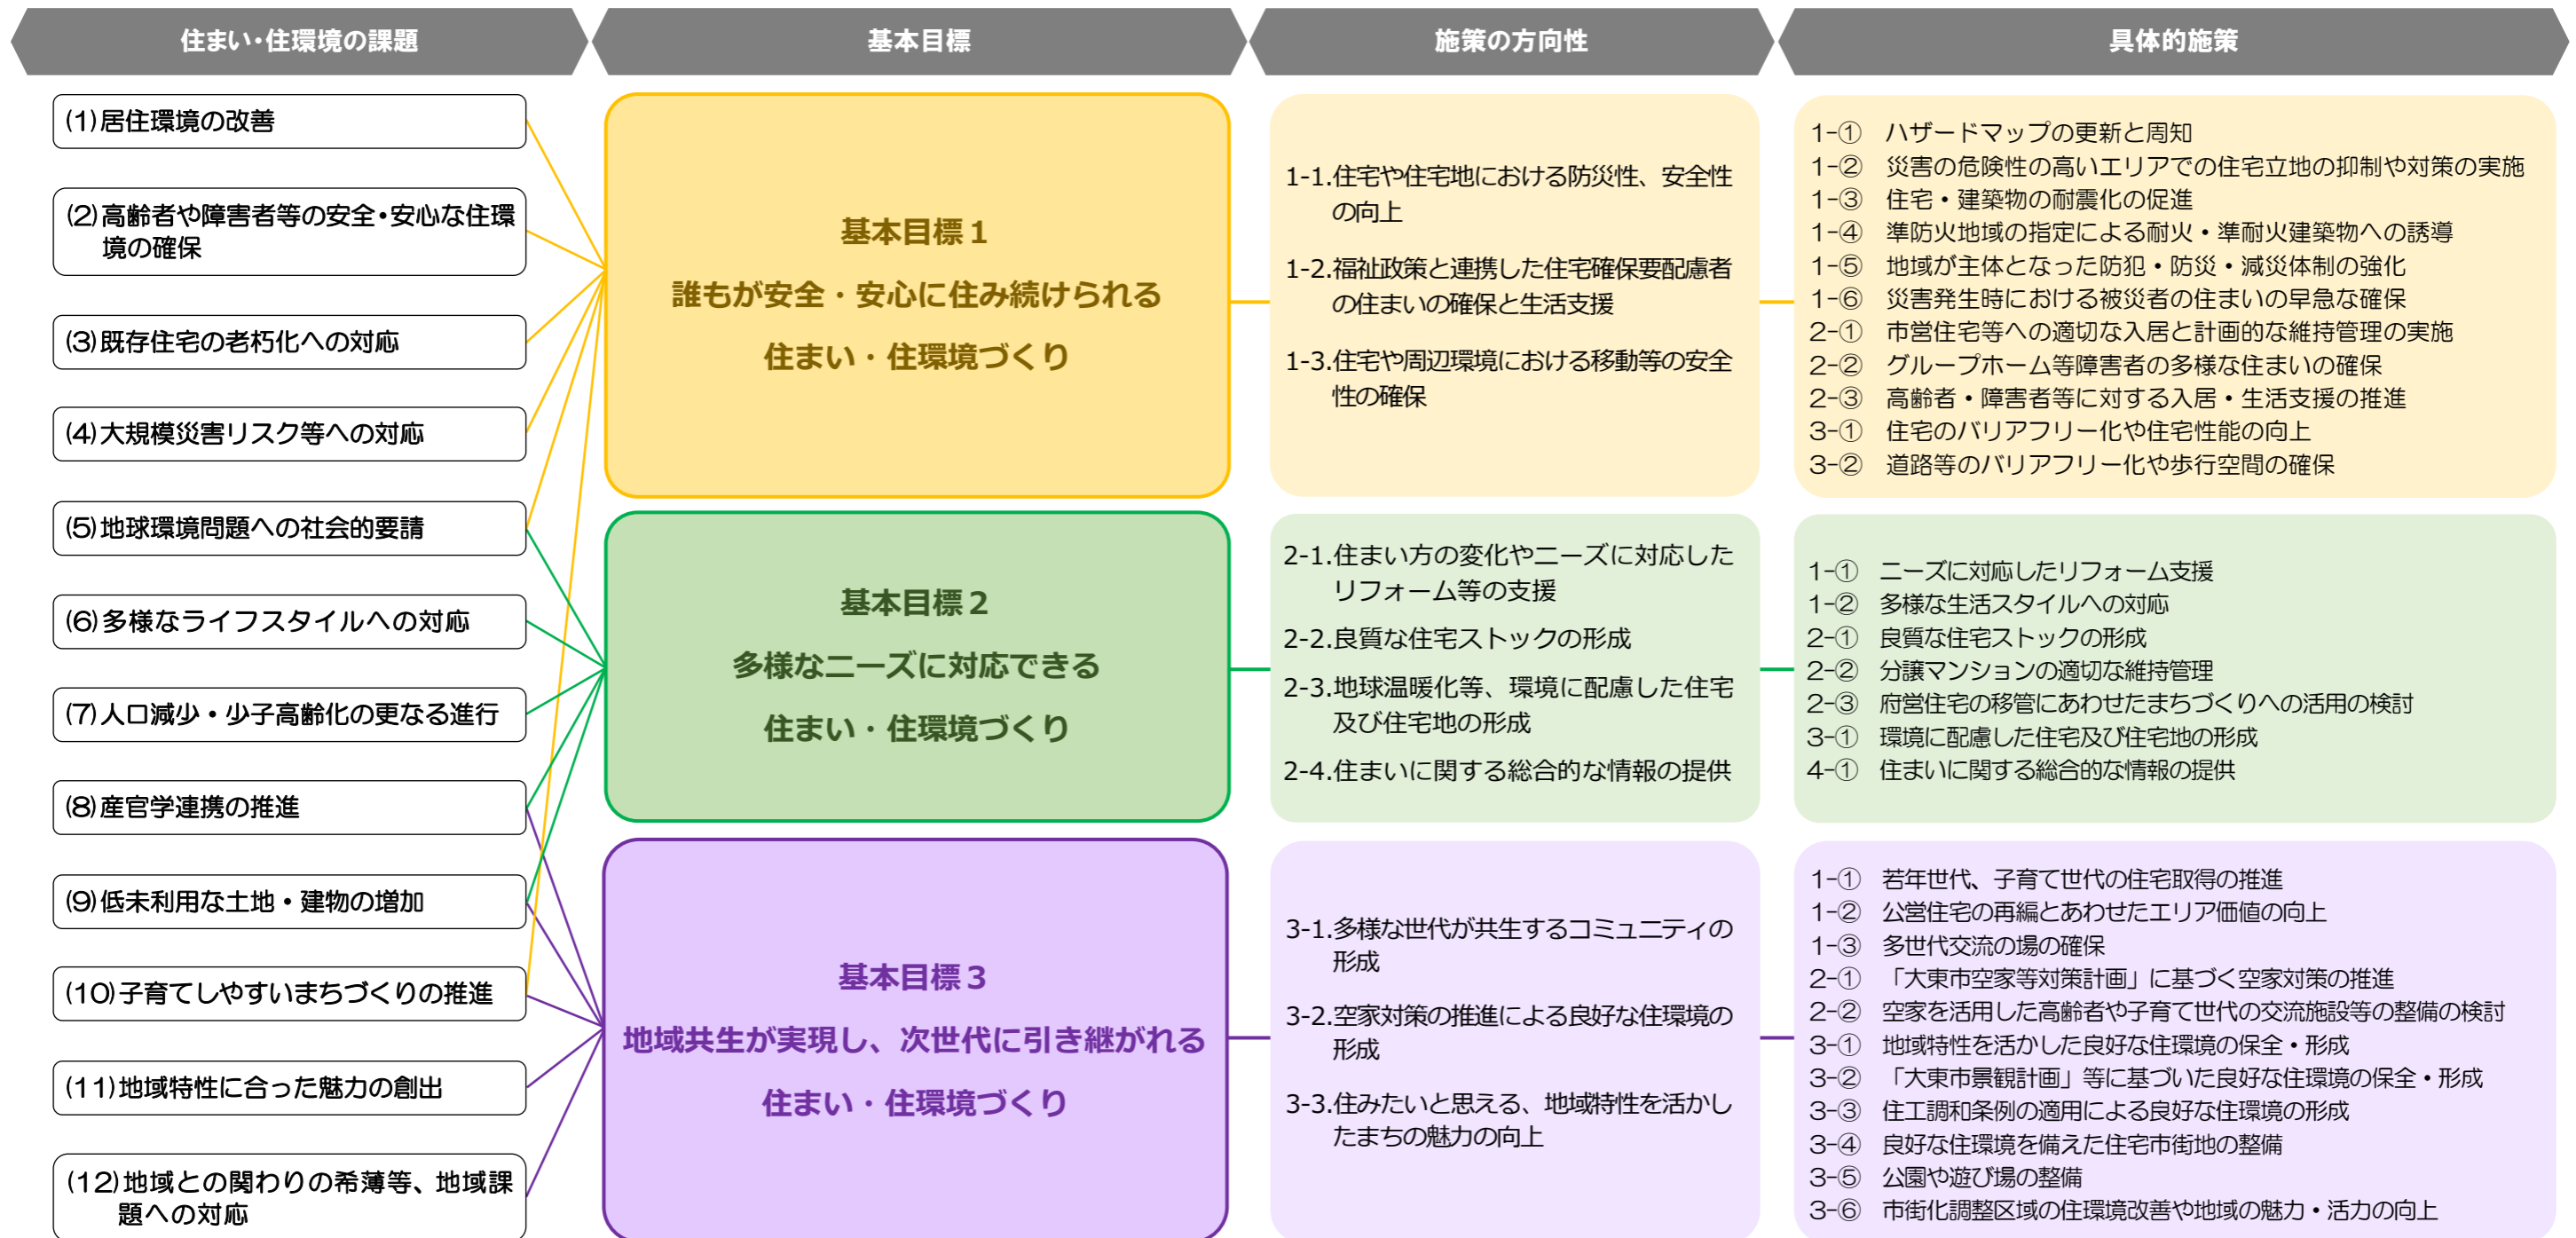 住まい・住環境の課題
基本目標
施策の方向性
具体的施策
(1)居住環境の改善
(2)高齢者や障害者等の安全・安心な住環
境の確保
(3)既存住宅の老朽化への対応
(4)大規模災害リスク等への対応
(5)地球環境問題への社会的要請
(6)多様なライフスタイルへの対応
(7)人口減少・少子高齢化の更なる進行
(8)産官学連携の推進
(9)低未利用な土地・建物の増加
(10)子育てしやすいまちづくりの推進
(11)地域特性に合った魅力の創出
(12)地域との関わりの希薄等、地域課
題への対応
基本目標１
誰もが安全・安心に住み続けられる
住まい・住環境づくり
1-1.住宅や住宅地における防災性、安全性
の向上
1-2.福祉政策と連携した住宅確保要配慮者
の住まいの確保と生活支援
1-3.住宅や周辺環境における移動等の安全
性の確保
1-① ハザードマップの更新と周知
1-② 災害の危険性の高いエリアでの住宅立地の抑制や対策の実施
1-③ 住宅・建築物の耐震化の促進
1-④ 準防火地域の指定による耐火・準耐火建築物への誘導
1-⑤ 地域が主体となった防犯・防災・減災体制の強化
1-⑥ 災害発生時における被災者の住まいの早急な確保
2-① 市営住宅等への適切な入居と計画的な維持管理の実施
2-② グループホーム等障害者の多様な住まいの確保
2-③ 高齢者・障害者等に対する入居・生活支援の推進
3-① 住宅のバリアフリー化や住宅性能の向上
3-② 道路等のバリアフリー化や歩行空間の確保
基本目標２
多様なニーズに対応できる
住まい・住環境づくり
2-1.住まい方の変化やニーズに対応した
リフォーム等の支援
2-2.良質な住宅ストックの形成
2-3.地球温暖化等、環境に配慮した住宅
及び住宅地の形成
2-4.住まいに関する総合的な情報の提供
1-① ニーズに対応したリフォーム支援
1-② 多様な生活スタイルへの対応
2-① 良質な住宅ストックの形成
2-② 分譲マンションの適切な維持管理
2-③ 府営住宅の移管にあわせたまちづくりへの活用の検討
3-① 環境に配慮した住宅及び住宅地の形成
4-① 住まいに関する総合的な情報の提供
基本目標３
地域共生が実現し、次世代に引き継がれる
住まい・住環境づくり
3-1.多様な世代が共生するコミュニティの
形成
3-2.空家対策の推進による良好な住環境の
形成
3-3.住みたいと思える、地域特性を活かし
たまちの魅力の向上
1-① 若年世代、子育て世代の住宅取得の推進
1-② 公営住宅の再編とあわせたエリア価値の向上
1-③ 多世代交流の場の確保
2-① 「大東市空家等対策計画」に基づく空家対策の推進
2-② 空家を活用した高齢者や子育て世代の交流施設等の整備の検討
3-① 地域特性を活かした良好な住環境の保全・形成
3-② 「大東市景観計画」等に基づいた良好な住環境の保全・形成
3-③ 住工調和条例の適用による良好な住環境の形成
3-④ 良好な住環境を備えた住宅市街地の整備
3-⑤ 公園や遊び場の整備
3-⑥ 市街化調整区域の住環境改善や地域の魅力・活力の向上